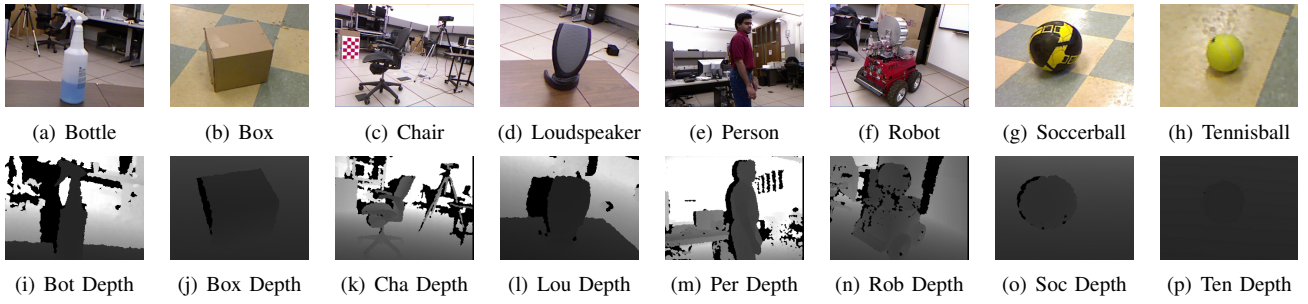 (a) Bottle (b) Box (c) Chair (d) Loudspeaker (e) Person (f) Robot (g) Soccerball (h) Tennisball
(i) Bot Depth (j) Box Depth (k) Cha Depth (l) Lou Depth (m) Per Depth (n) Rob Depth (o) Soc Depth (p) Ten Depth